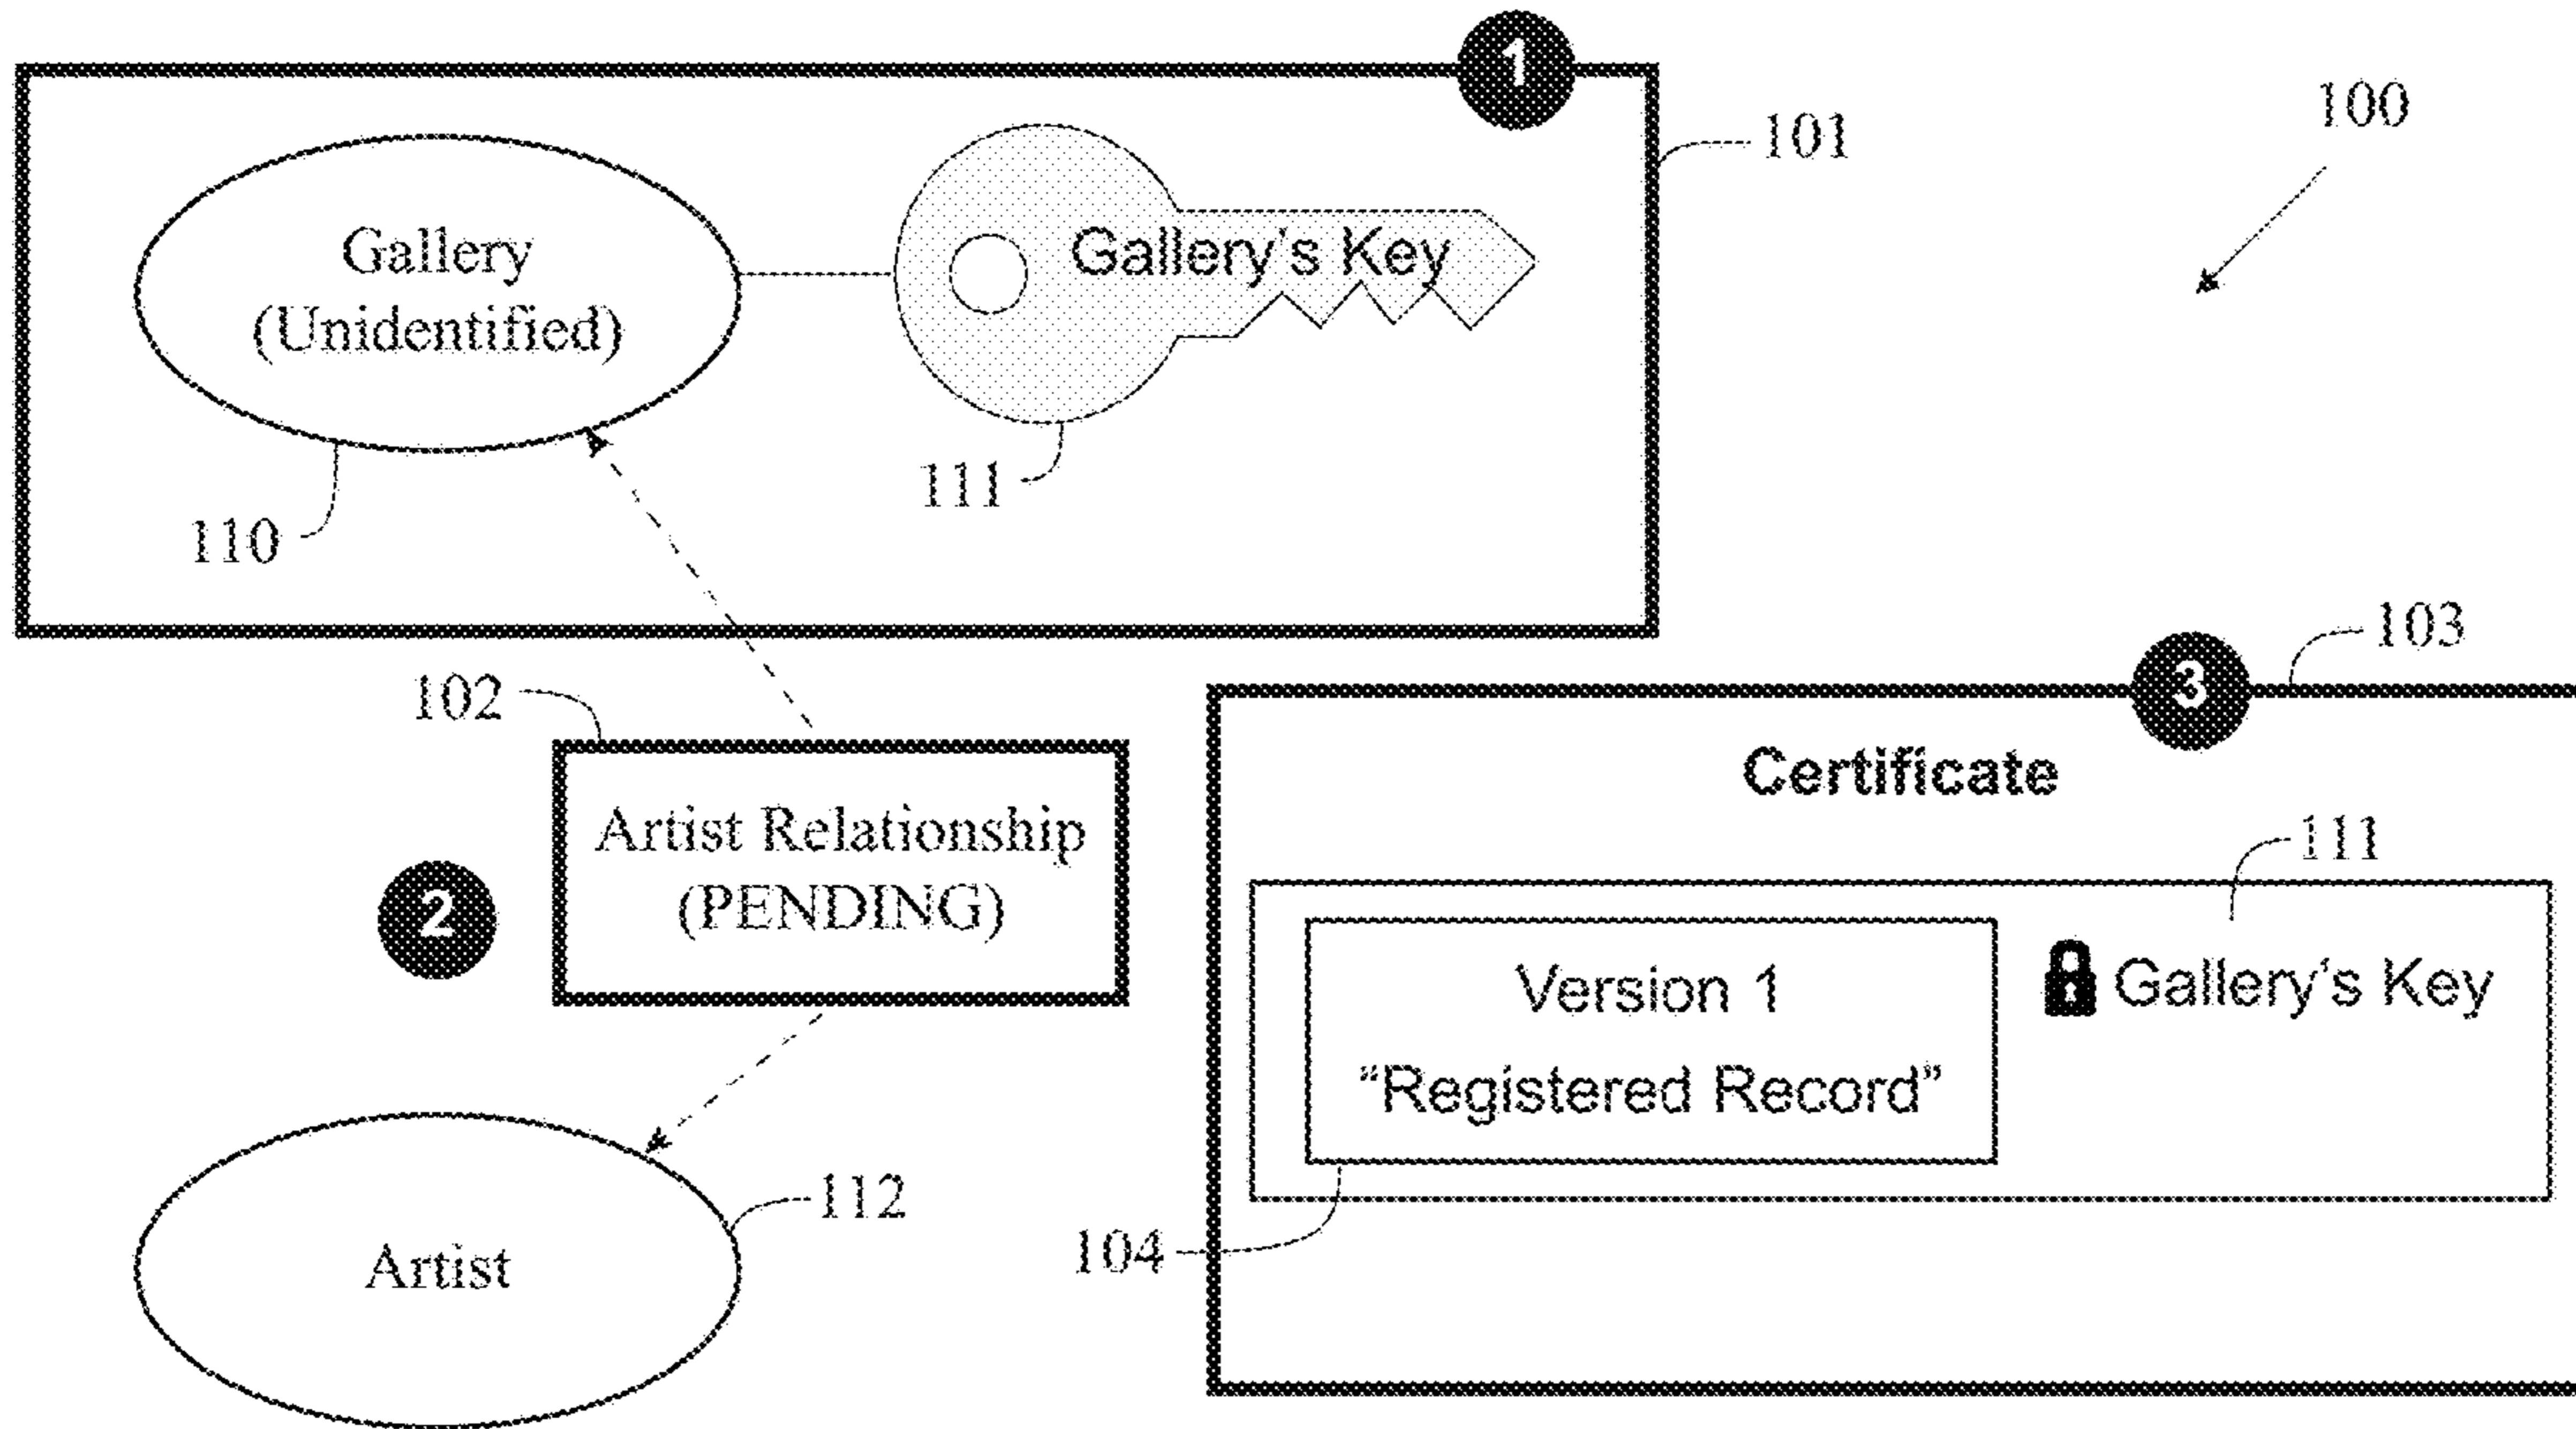 1
100
101
Gallery
(Unidentified)
Gallery's Key
111
110
103
3
102
Certificate
Artist Relationship
(PENDING)
111
2
Version 1
"Registered Record"
Gallery's Key
112
104
Artist